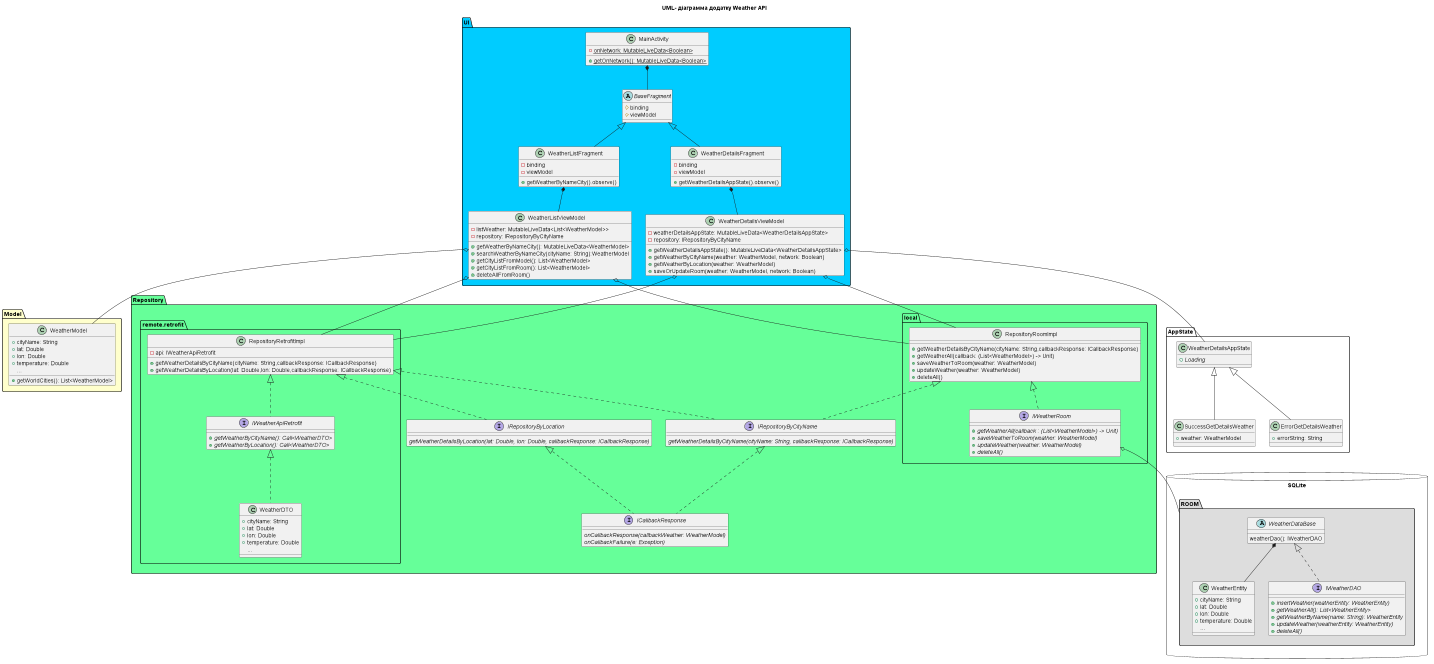 UML- діаграмма додатку Weather API
UI
MainActivity
onNetwork: MutableLiveData<Boolean>
getOnNetwork(): MutableLiveData<Boolean>
BaseFragment
binding
viewModel
WeatherListFragment
binding
viewModel
getWeatherByNameCity().observe()
WeatherDetailsFragment
binding
viewModel
getWeatherDetailsAppState().observe()
WeatherListViewModel
listWeather: MutableLiveData<List<WeatherModel>>
repository: IRepositoryByCityName
getWeatherByNameCity(): MutableLiveData<WeatherModel>
searchWeatherByNameCity(cityName: String):WeatherModel
getCityListFromModel(): List<WeatherModel>
getCityListFromRoom(): List<WeatherModel>
deleteAllFromRoom()
WeatherDetailsViewModel
weatherDetailsAppState: MutableLiveData<WeatherDetailsAppState>
repository: IRepositoryByCityName
getWeatherDetailsAppState(): MutableLiveData<WeatherDetailsAppState>
getWeatherByCityName(weather: WeatherModel, network: Boolean)
getWeatherByLocation(weather: WeatherModel)
saveOrUpdateRoom(weather: WeatherModel, network: Boolean)
Model
WeatherModel
cityName: String
lat: Double
lon: Double
temperature: Double
...
getWorldCities(): List<WeatherModel>
Repository
remote.retrofit
RepositoryRetrofitImpl
api: IWeatherApiRetrofit
getWeatherDetailsByCityName(cityName: String,callbackResponse: ICallbackResponse)
getWeatherDetailsByLocation(lat: Double,lon: Double,callbackResponse: ICallbackResponse)
IWeatherApiRetrofit
getWeatherByCityName(): Call<WeatherDTO>
getWeatherByLocation(): Call<WeatherDTO>
WeatherDTO
cityName: String
lat: Double
lon: Double
temperature: Double
...
IRepositoryByLocation
getWeatherDetailsByLocation(lat: Double, lon: Double, callbackResponse: ICallbackResponse)
IRepositoryByCityName
getWeatherDetailsByCityName(cityName: String, callbackResponse: ICallbackResponse)
ICallbackResponse
onCallbackResponse(callbackWeather: WeatherModel)
onCallbackFailure(e: Exception)
local
RepositoryRoomImpl
getWeatherDetailsByCityName(cityName: String,callbackResponse: ICallbackResponse)
getWeatherAll(callback: (List<WeatherModel>) -> Unit)
saveWeatherToRoom(weather: WeatherModel)
updateWeather(weather: WeatherModel)
deleteAll()
IWeatherRoom
getWeatherAll(callback : (List<WeatherModel>) -> Unit)
saveWeatherToRoom(weather: WeatherModel)
updateWeather(weather: WeatherModel)
deleteAll()
AppState
WeatherDetailsAppState
Loading
SuccessGetDetailsWeather
weather: WeatherModel
ErrorGetDetailsWeather
errorString: String
SQLite
ROOM
WeatherDataBase
weatherDao(): IWeatherDAO
WeatherEntity
cityName: String
lat: Double
lon: Double
temperature: Double
...
IWeatherDAO
insertWeather(weatherEntity: WeatherEntity)
getWeatherAll(): List<WeatherEntity>
getWeatherByName(name: String): WeatherEntity
updateWeather(weatherEntity: WeatherEntity)
deleteAll()